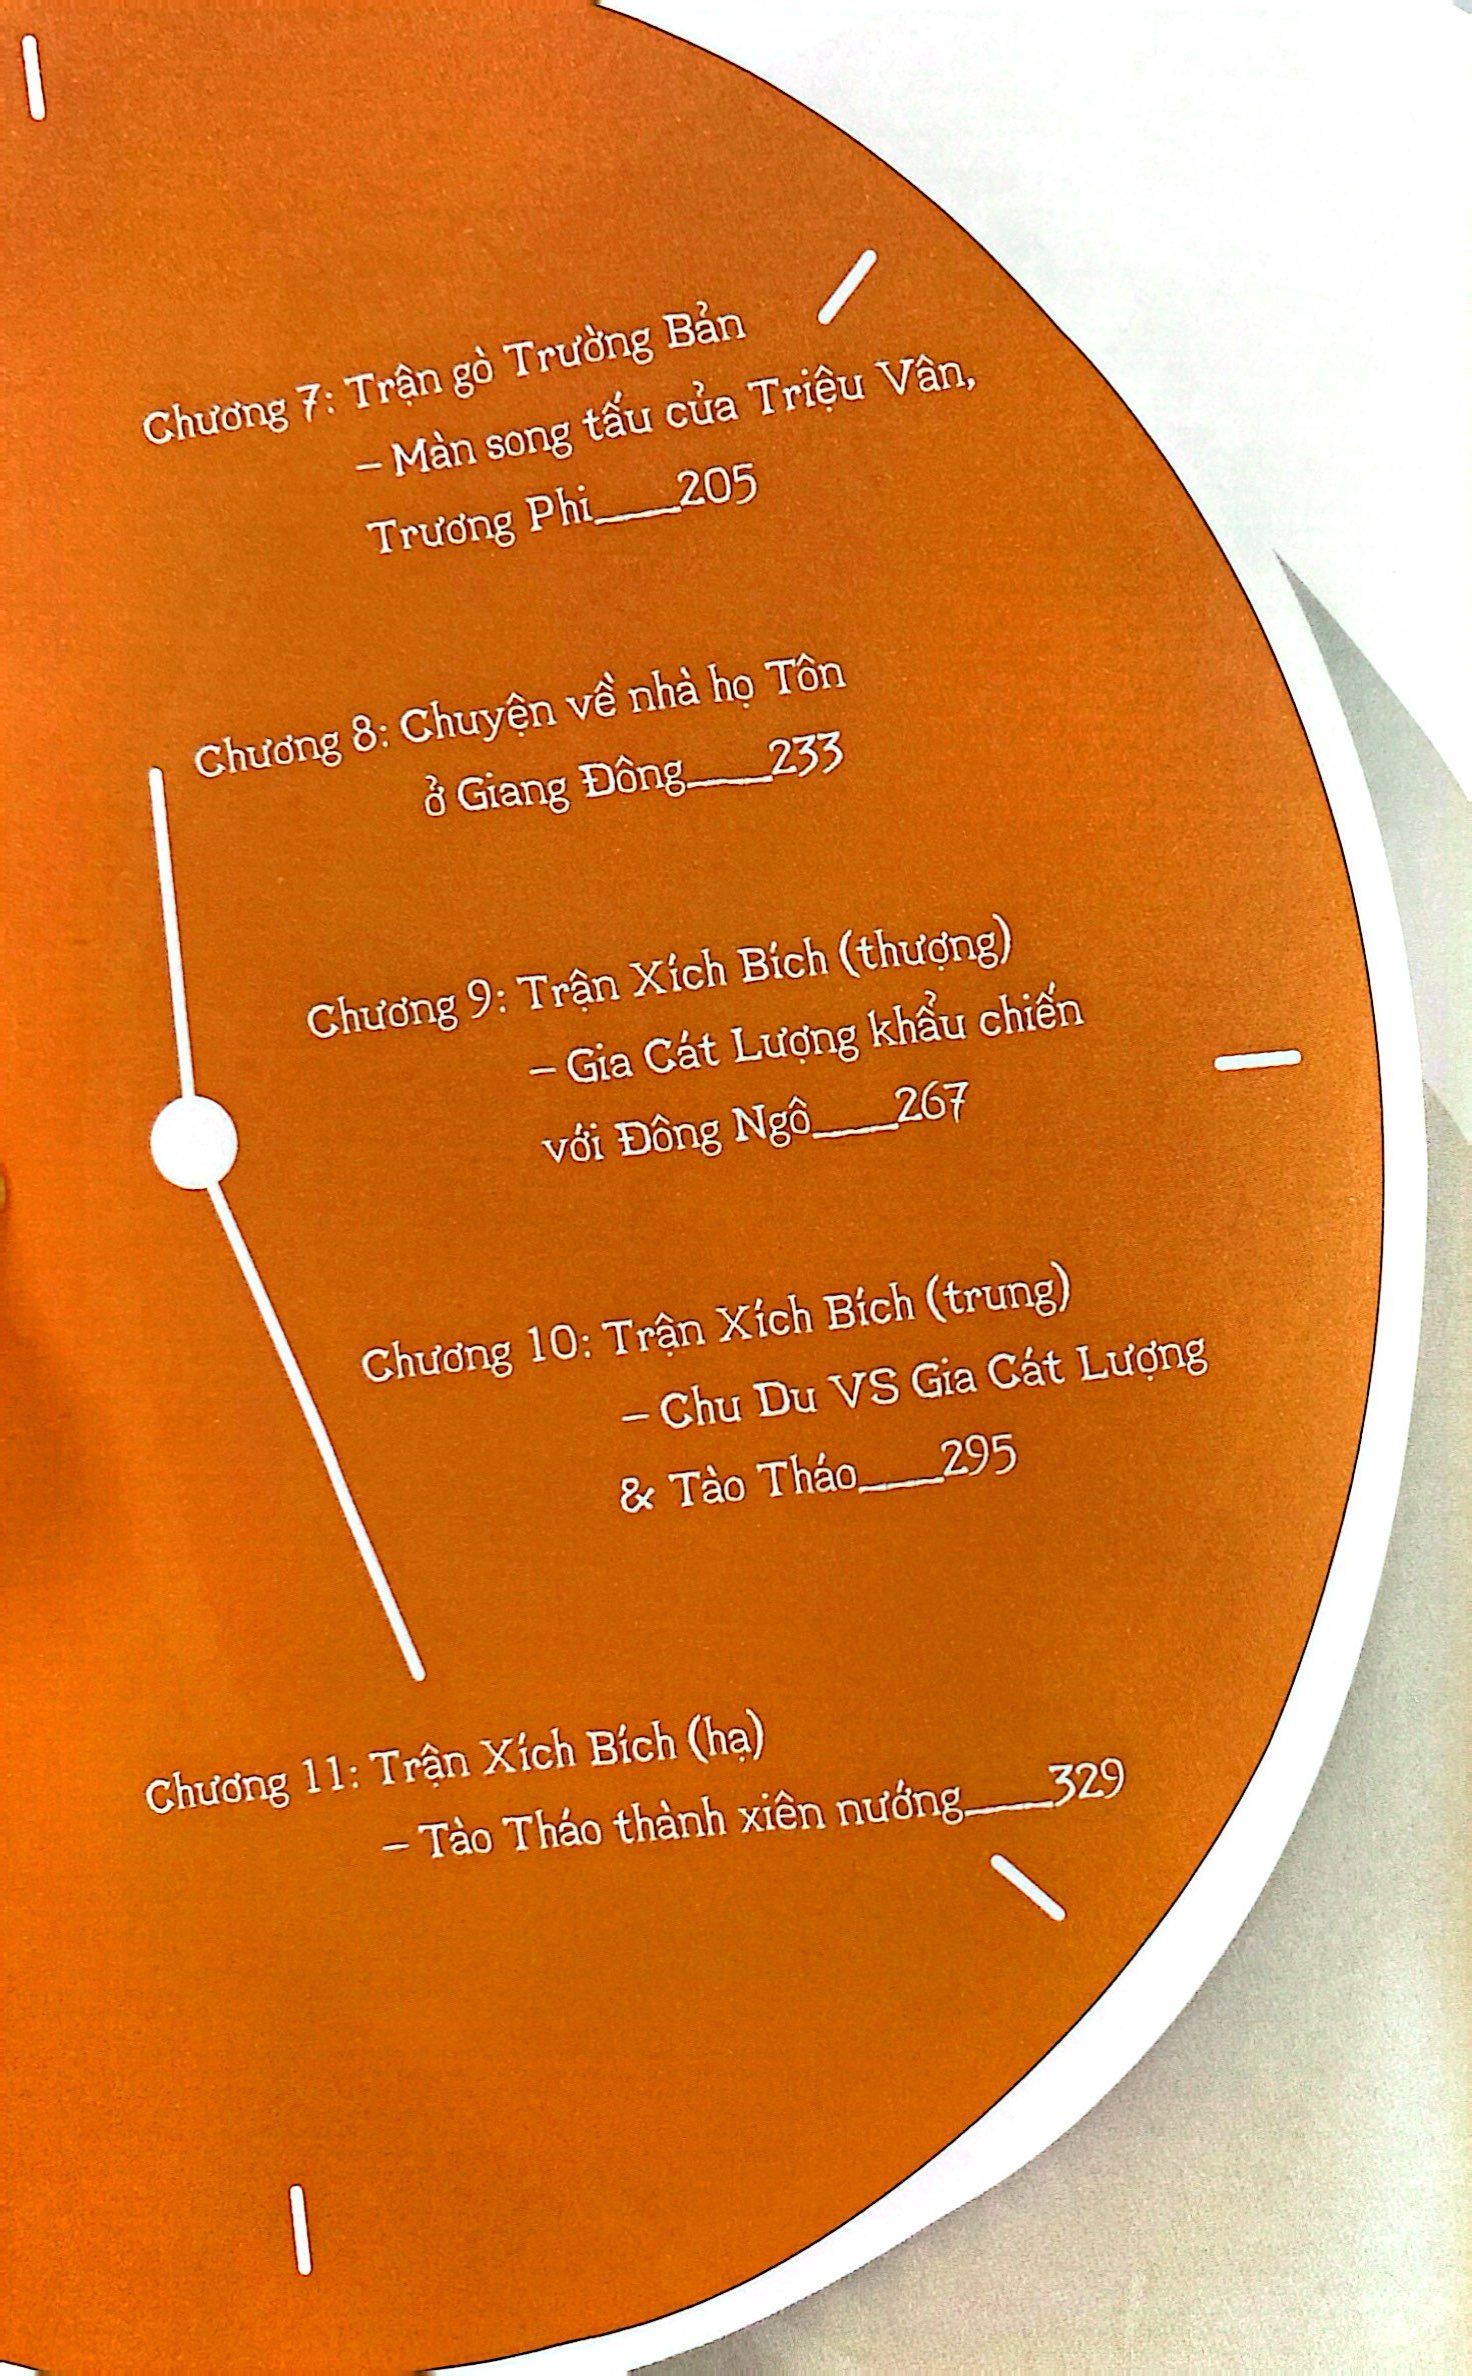 Chương 7: Trận gò Trường Bản
– Màn song tấu của Triệu Vân,
Trương Phi____205
Chương 8: Chuyện về nhà họ Tôn
ở Giang Đông____233
Chương 9: Trận Xích Bích (thượng)
– Gia Cát Lượng khẩu chiến
với Đông Ngô____267
Chương 10: Trận Xích Bích (trung)
– Chu Du VS Gia Cát Lượng
& Tào Tháo____295
Chương 11: Trận Xích Bích (hạ)
– Tào Tháo thành xiên nướng____329